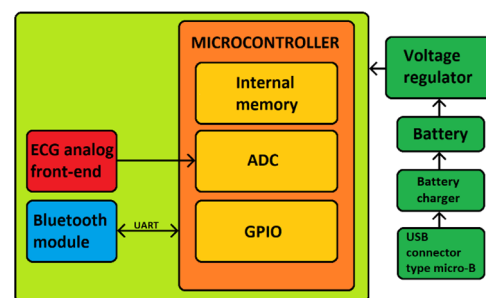 MICROCONTROLLER
Internal
memory
ECG analog
front-end
ADC
Bluetooth
module
UART
GPIO
Voltage
regulator
Battery
Battery
charger
USB
connector
type micro-B